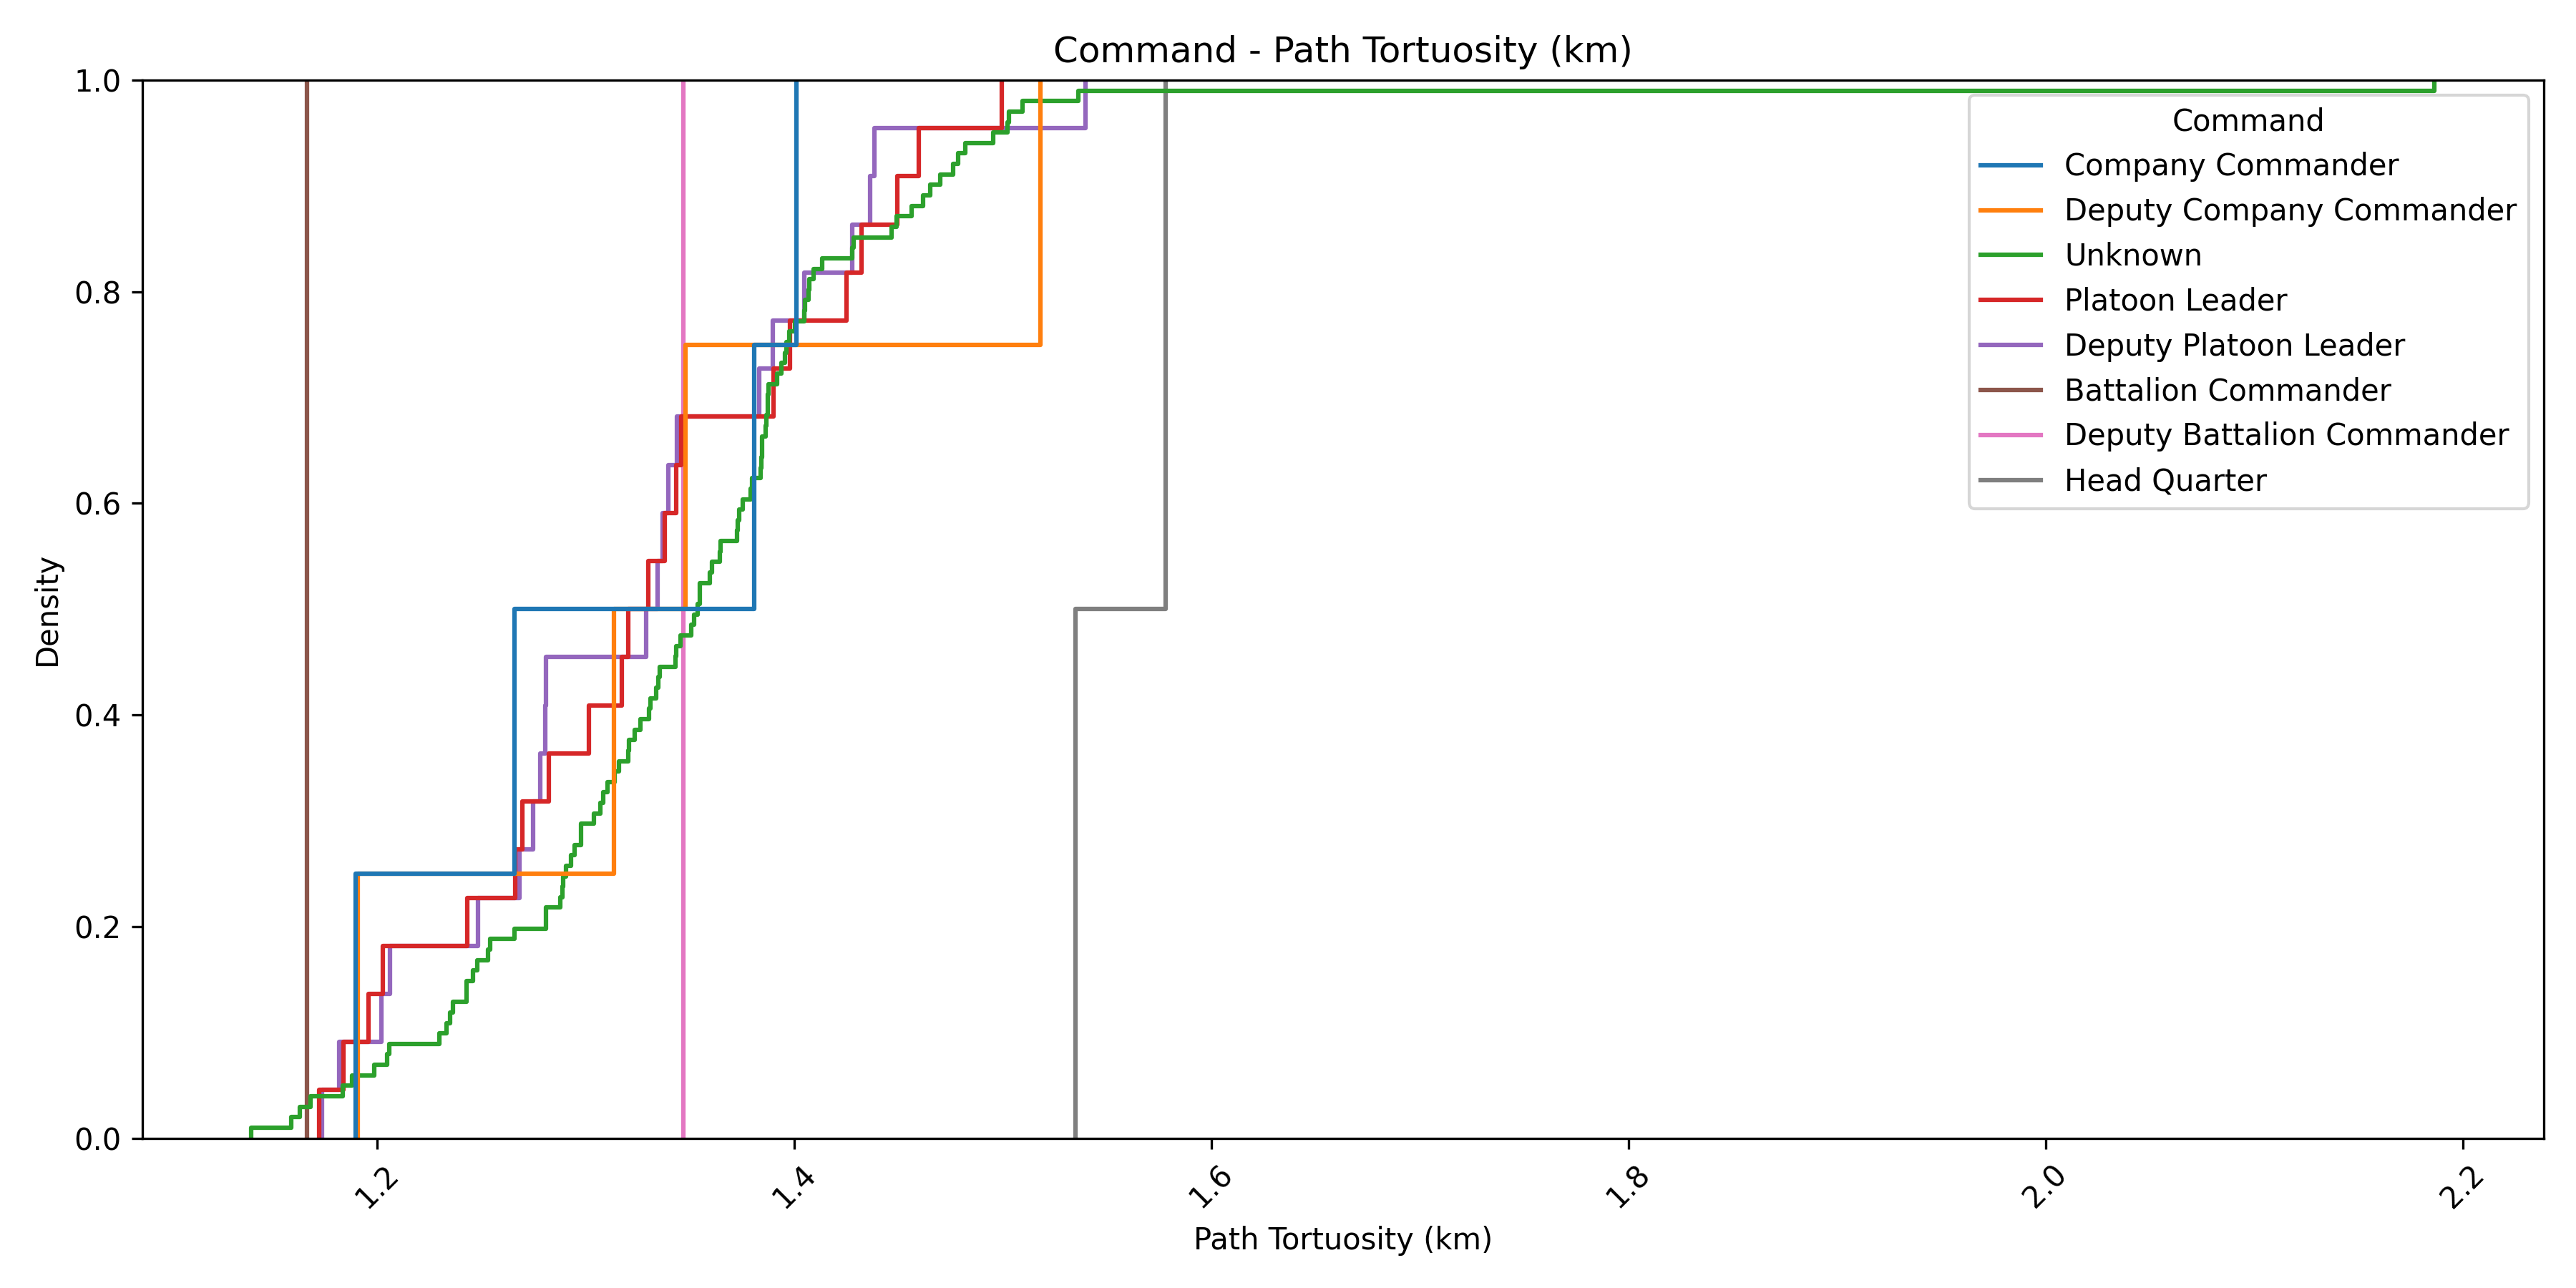 Command - Path Tortuosity (km)
1.0
0.8
0.6
0.4
0.2
0.0
Density
Command
Company Commander
Deputy Company Commander
Unknown
Platoon Leader
Deputy Platoon Leader
Battalion Commander
Deputy Battalion Commander
Head Quarter
1.2 1.4 1.6 1.8 2.0 2.2
Path Tortuosity (km)